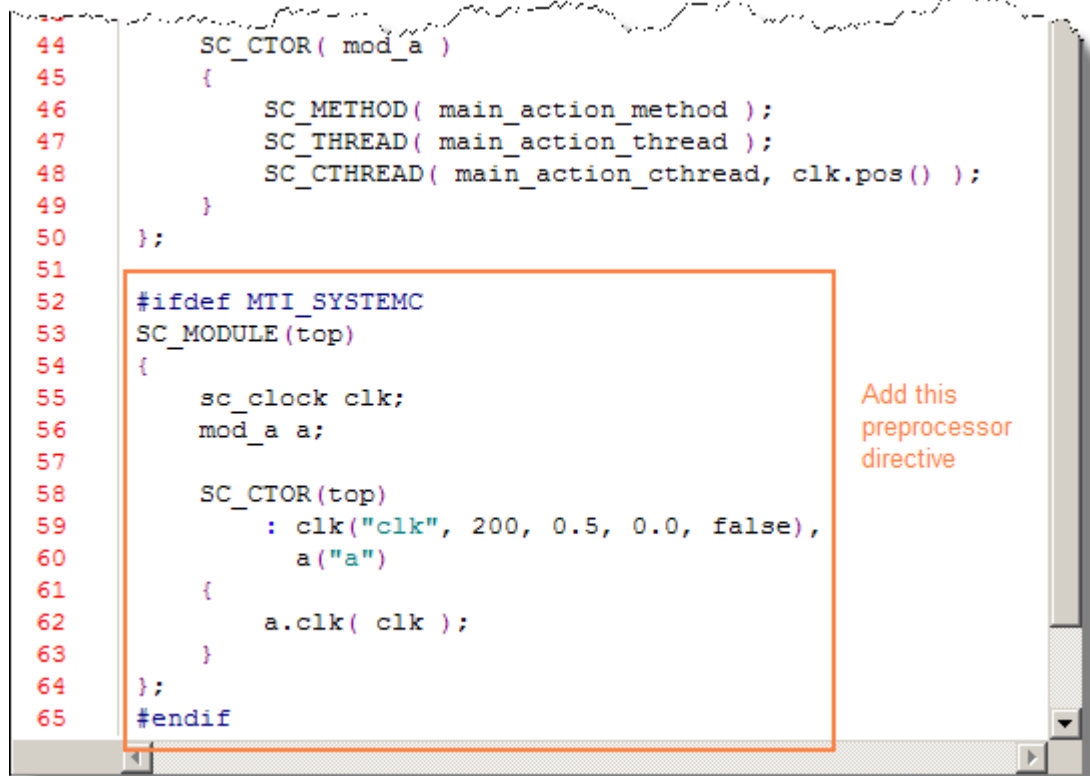 44 SC_CTOR( mod_a )
45 {
46 SC_METHOD( main_action_method );
47 SC_THREAD( main_action_thread );
48 SC_CTHREAD( main_action_cthread, clk.pos() );
49 }
50 };
51
52 #ifdef MTI_SYSTEMC
53 SC_MODULE(top)
54 {
55 sc_clock clk;
56 mod_a a;
57
58 SC_CTOR(top)
59 : clk("clk", 200, 0.5, 0.0, false),
60 a("a")
61 {
62 a.clk( clk );
63 }
64 };
65 #endif
Add this
preprocessor
directive